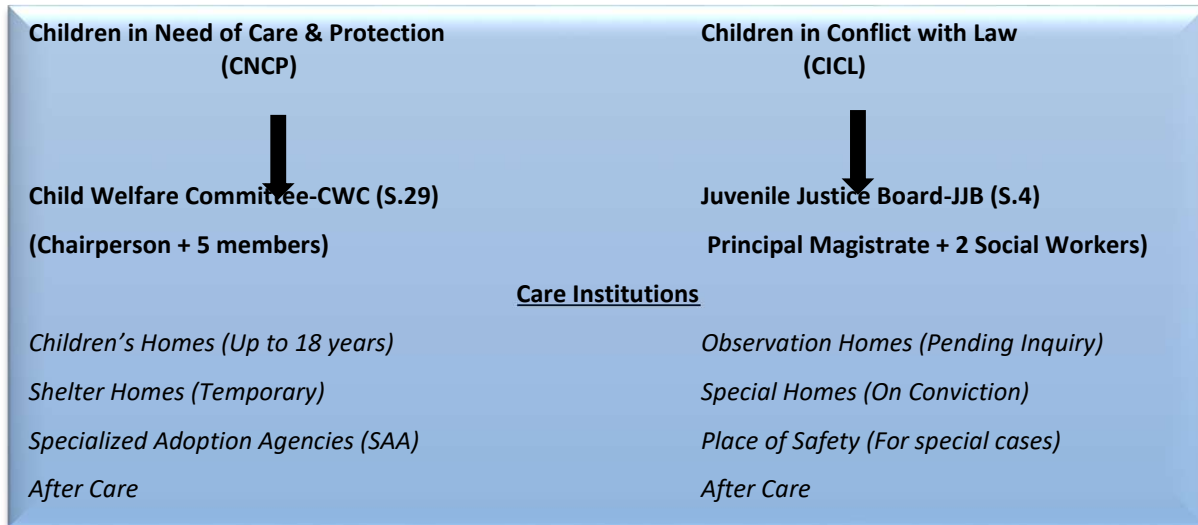 Children in Need of Care & Protection
(CNCP)
Child Welfare Committee-CWC (S.29)
(Chairperson + 5 members)
Children in Conflict with Law
(CICL)
Juvenile Justice Board-JJB (S.4)
Principal Magistrate + 2 Social Workers)
Care Institutions
Children’s Homes (Up to 18 years)
Shelter Homes (Temporary)
Specialized Adoption Agencies (SAA)
After Care
Observation Homes (Pending Inquiry)
Special Homes (On Conviction)
Place of Safety (For special cases)
After Care